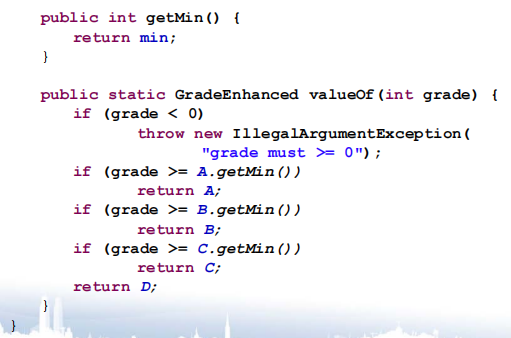 public int getMin() {
return min;
}
public static GradeEnhanced valueOf(int grade) {
if (grade < 0)
throw new IllegalArgumentException(
"grade must >= 0");
if (grade >= A.getMin())
return A;
if (grade >= B.getMin())
return B;
if (grade >= C.getMin())
return C;
return D;
}
}